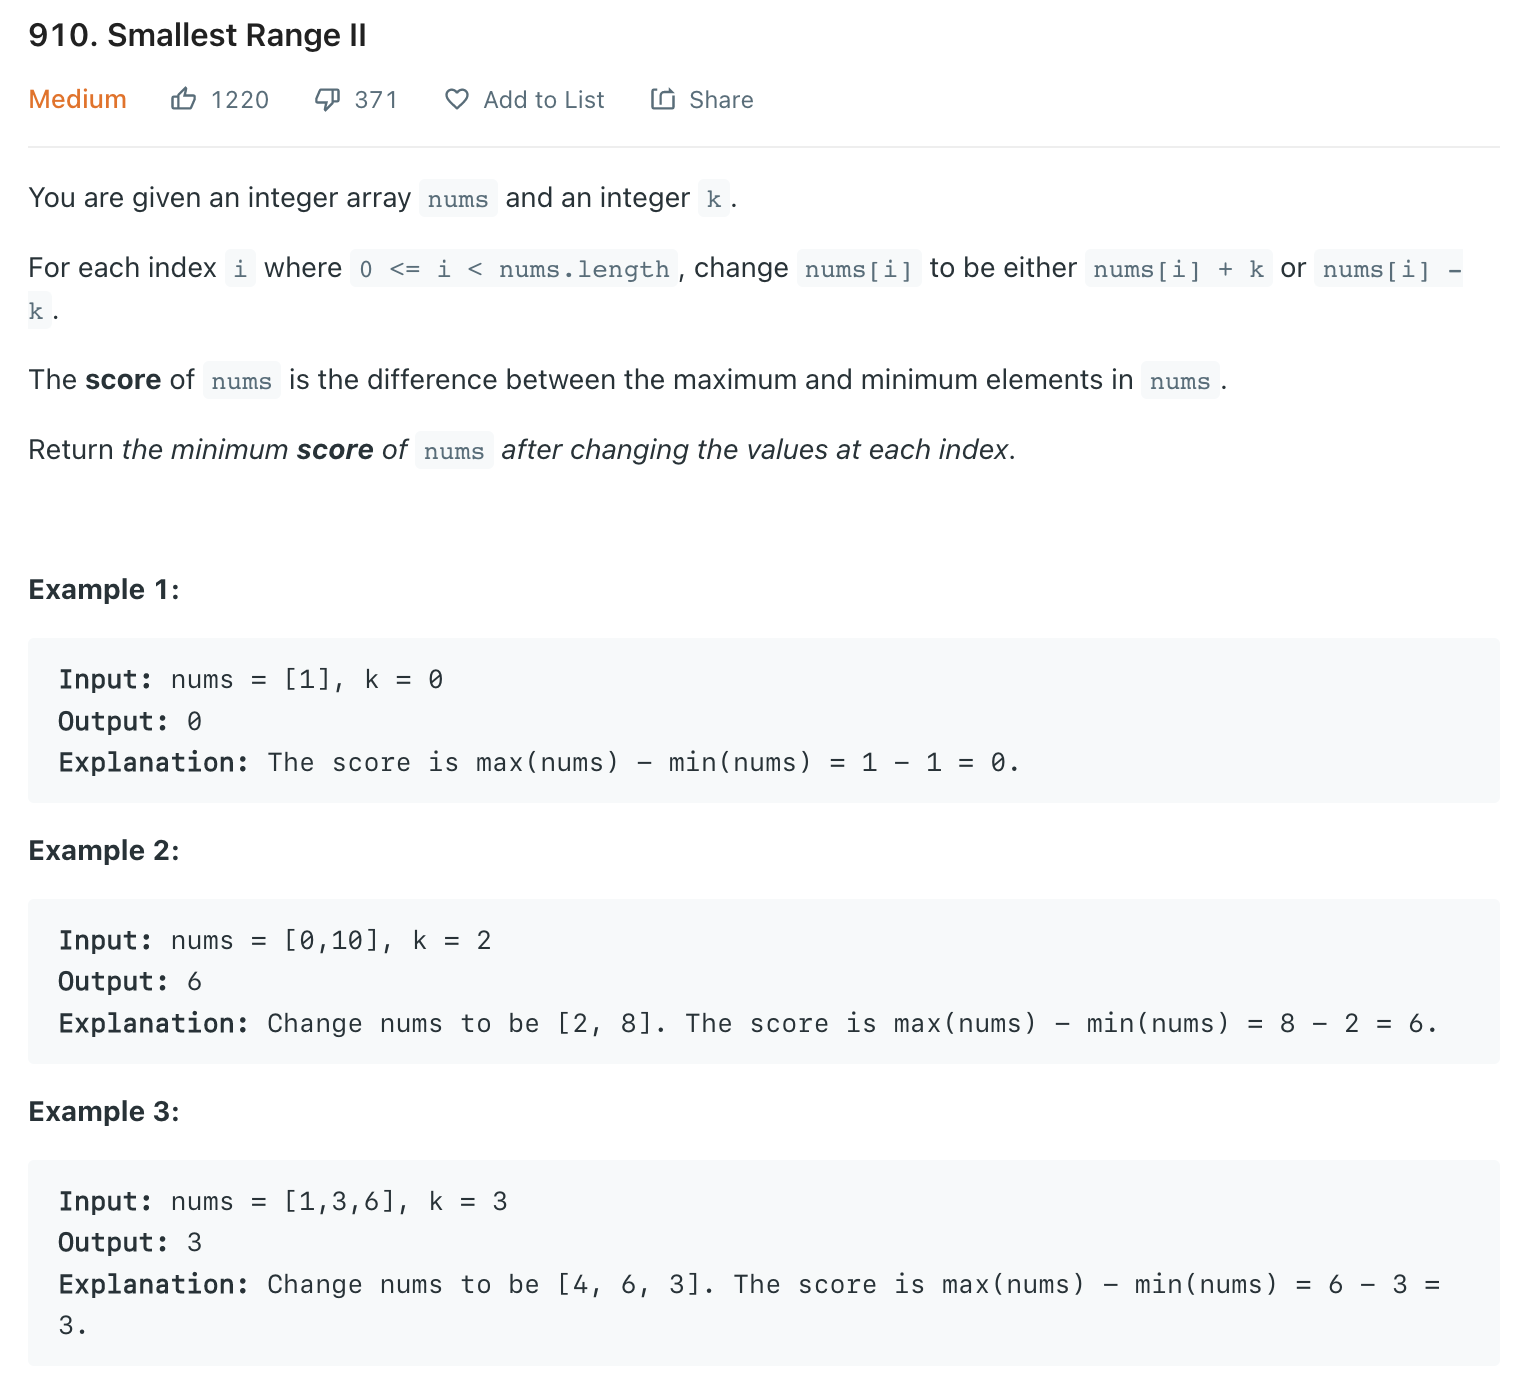 910. Smallest Range II
Medium 1220 371 Add to List Share
You are given an integer array nums and an integer k.
For each index i where 0 <= i < nums.length, change nums[i] to be either nums[i] + k or nums[i] -
k.
The score of nums is the difference between the maximum and minimum elements in nums.
Return the minimum score of nums after changing the values at each index.
Example 1:
Input: nums = [1], k = 0
Output: 0
Explanation: The score is max(nums) - min(nums) = 1 - 1 = 0.
Example 2:
Input: nums = [0,10], k = 2
Output: 6
Explanation: Change nums to be [2, 8]. The score is max(nums) - min(nums) = 8 - 2 = 6.
Example 3:
Input: nums = [1,3,6], k = 3
Output: 3
Explanation: Change nums to be [4, 6, 3]. The score is max(nums) - min(nums) = 6 - 3 =
3.